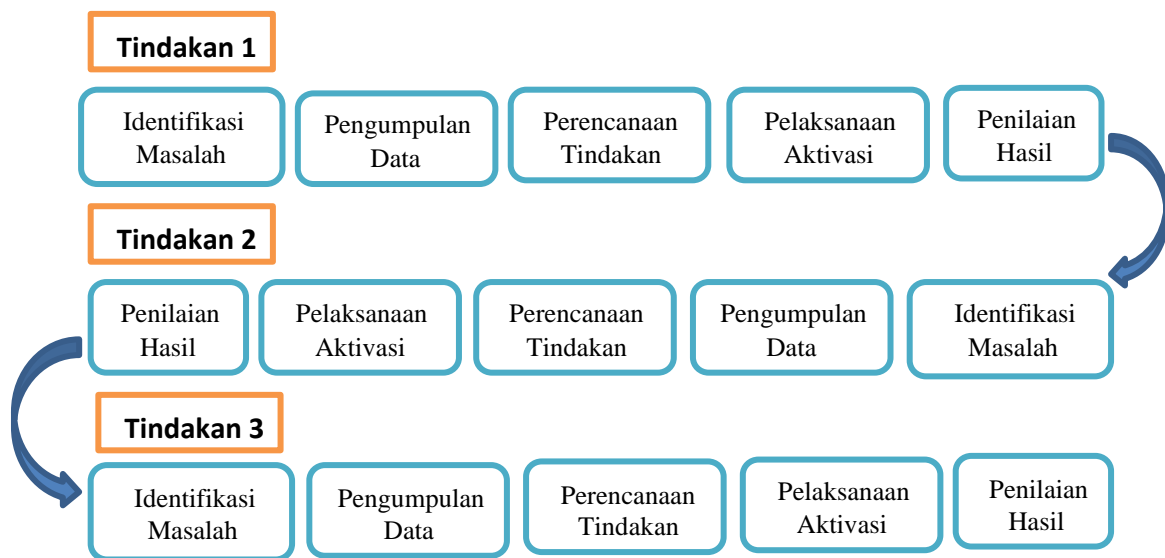 Tindakan 1
Identifikasi
Masalah
Pengumpulan
Data
Perencanaan
Tindakan
Pelaksanaan
Aktivasi
Penilaian
Hasil
Tindakan 2
Penilaian
Hasil
Pelaksanaan
Aktivasi
Perencanaan
Tindakan
Pengumpulan
Data
Identifikasi
Masalah
Tindakan 3
Identifikasi
Masalah
Pengumpulan
Data
Perencanaan
Tindakan
Pelaksanaan
Aktivasi
Penilaian
Hasil